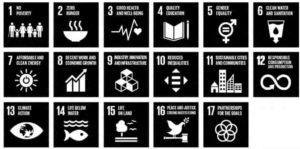 1 NO
POVERTY
2 ZERO
HUNGER
3 GOOD HEALTH
AND WELL-BEING
4 QUALITY
EDUCATION
5 GENDER
EQUALITY
6 CLEAN WATER
AND SANITATION
7 AFFORDABLE AND
CLEAN ENERGY
8 DECENT WORK AND
ECONOMIC GROWTH
9 INDUSTRY, INNOVATION
AND INFRASTRUCTURE
10 REDUCED
INEQUALITIES
11 SUSTAINABLE CITIES
AND COMMUNITIES
12 RESPONSIBLE
CONSUMPTION
AND PRODUCTION
13 CLIMATE
ACTION
14 LIFE BELOW
WATER
15 LIFE
ON LAND
16 PEACE AND JUSTICE
STRONG INSTITUTIONS
17 PARTNERSHIPS
FOR THE GOALS